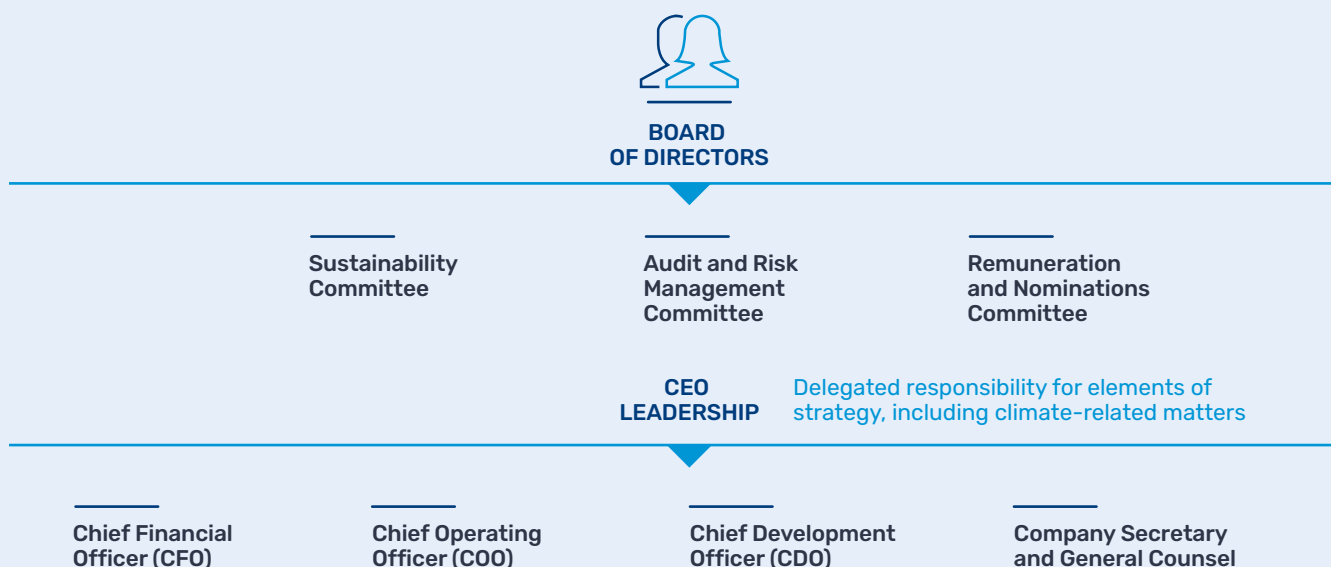 BOARD
OF DIRECTORS
Sustainability
Committee
Audit and Risk
Management
Committee
Remuneration
and Nominations
Committee
CEO
LEADERSHIP
Delegated responsibility for elements of
strategy, including climate-related matters
Chief Financial
Officer (CFO)
Chief Operating
Officer (COO)
Chief Development
Officer (CDO)
Company Secretary
and General Counsel